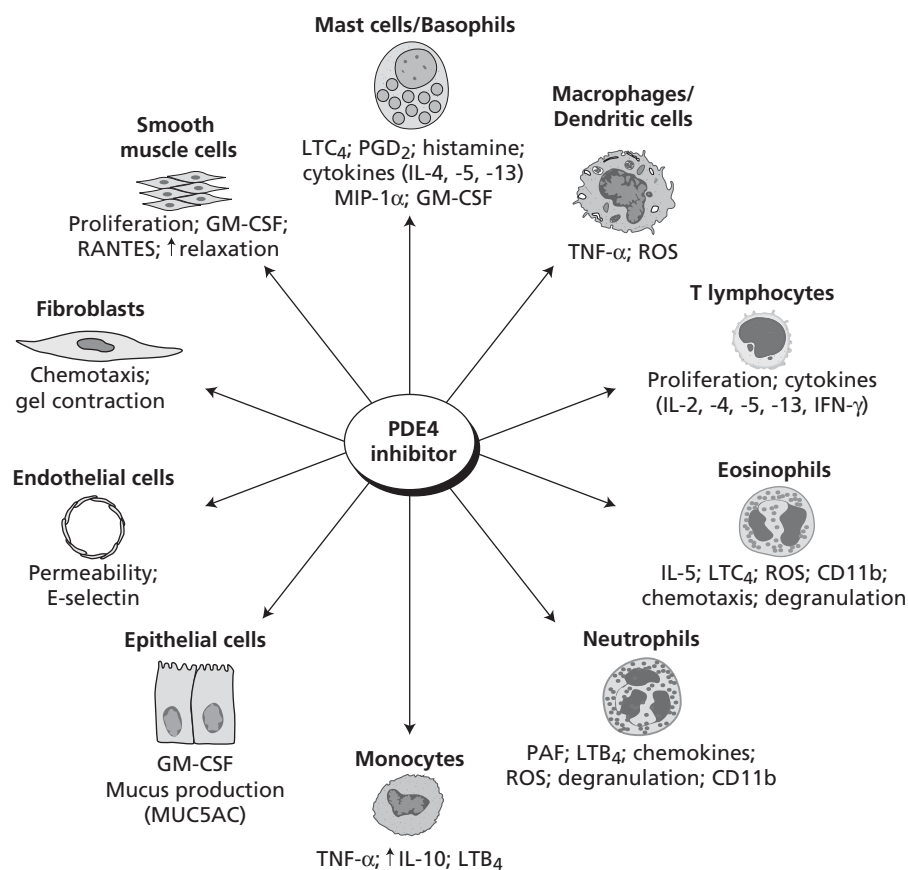 Mast cells/Basophils
LTC₄; PGD₂; histamine;
cytokines (IL-4, -5, -13)
MIP-1α; GM-CSF
Macrophages/
Dendritic cells
TNF-α; ROS
Smooth
muscle cells
Proliferation; GM-CSF;
RANTES; ↑relaxation
T lymphocytes
Proliferation; cytokines
(IL-2, -4, -5, -13, IFN-γ)
Fibroblasts
Chemotaxis;
gel contraction
PDE4
inhibitor
Eosinophils
IL-5; LTC₄; ROS; CD11b;
chemotaxis; degranulation
Endothelial cells
Permeability;
E-selectin
Neutrophils
PAF; LTB₄; chemokines;
ROS; degranulation; CD11b
Epithelial cells
GM-CSF
Mucus production
(MUC5AC)
Monocytes
TNF-α; ↑IL-10; LTB₄